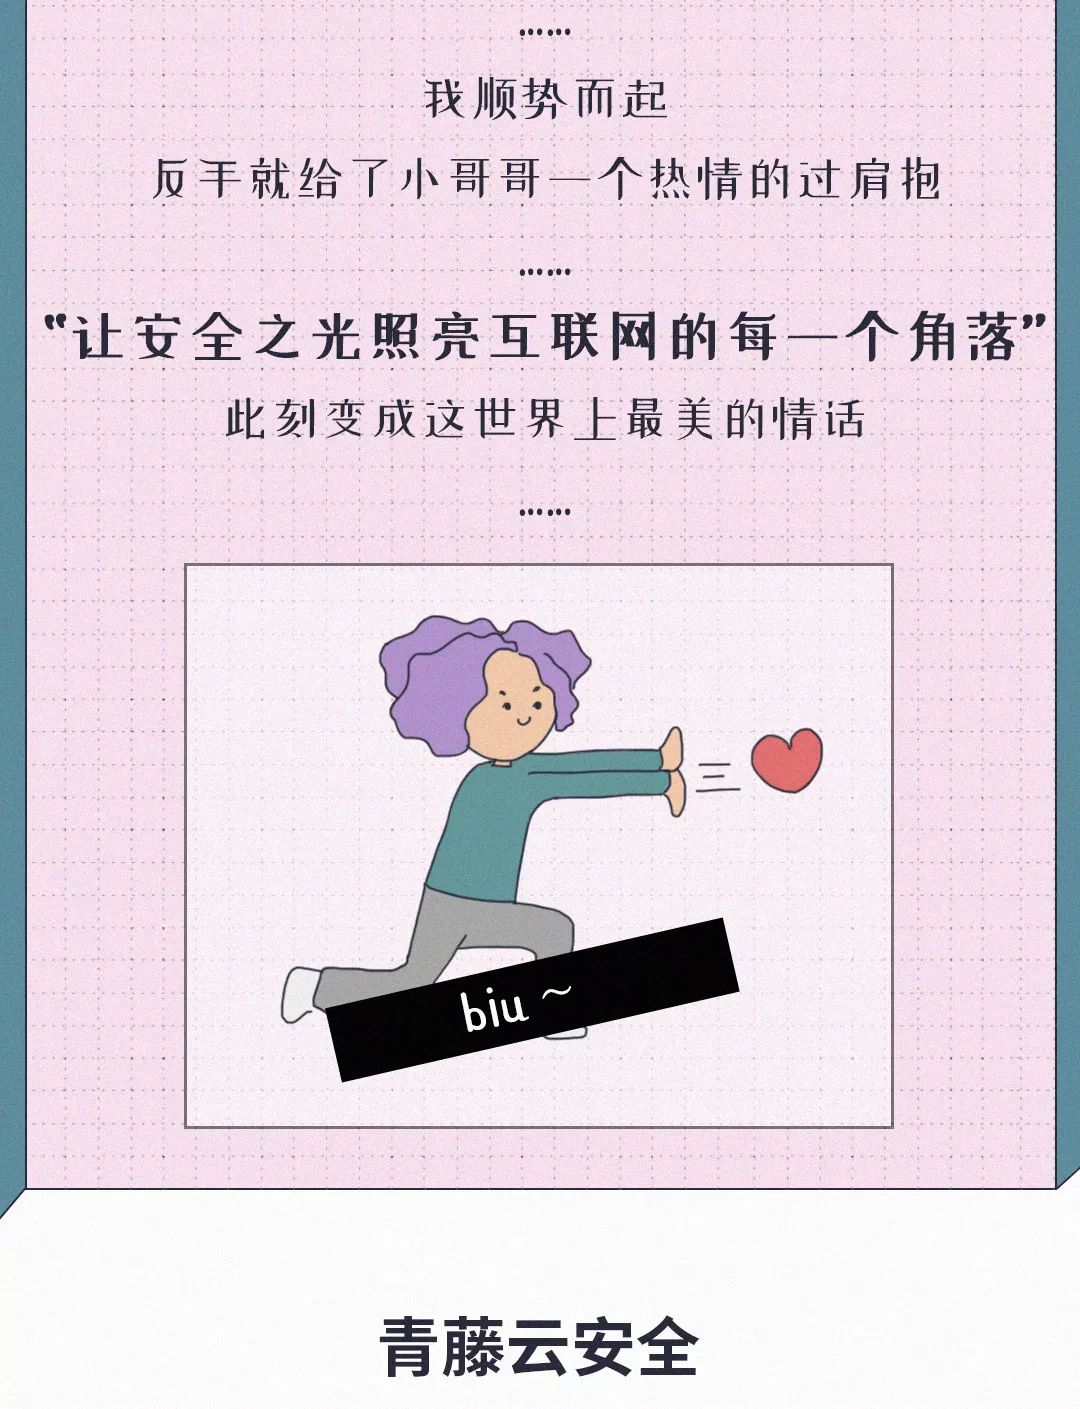 ……
我顺势而起
反手就给了小哥哥一个热情的过肩抱
……
“让安全之光照亮互联网的每一个角落”
此刻变成这世界上最美的情话
……
biu ~
青藤云安全